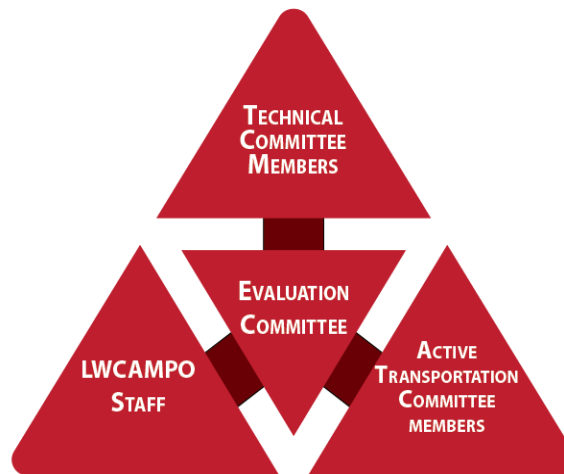 TECHNICAL
COMMITTEE
MEMBERS
EVALUATION
COMMITTEE
LWCAMPO
STAFF
ACTIVE
TRANSPORTATION
COMMITTEE
MEMBERS